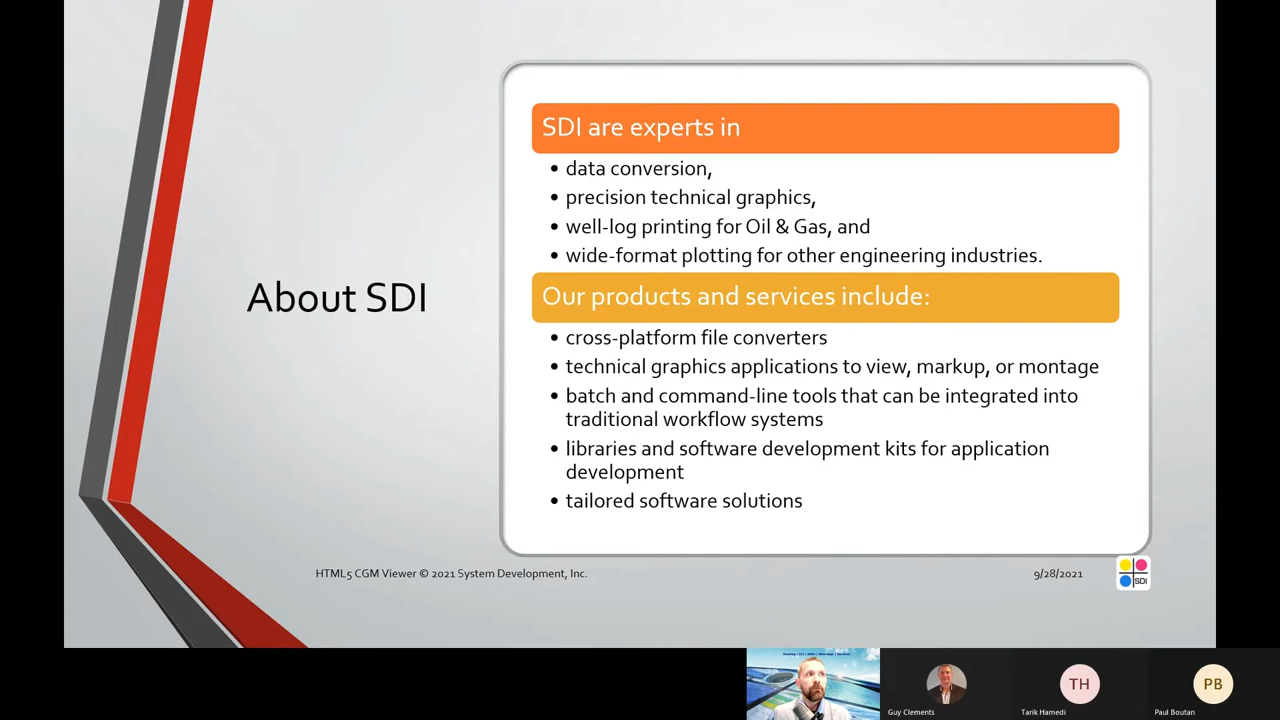 About SDI
SDI are experts in
• data conversion,
• precision technical graphics,
• well-log printing for Oil & Gas, and
• wide-format plotting for other engineering industries.
Our products and services include:
• cross-platform file converters
• technical graphics applications to view, markup, or montage
• batch and command-line tools that can be integrated into
traditional workflow systems
• libraries and software development kits for application
development
• tailored software solutions
HTML5 CGM Viewer © 2021 System Development, Inc.
9/28/2021
SDI
Guy Clements
TH
Tarik Hamedi
PB
Paul Boutan